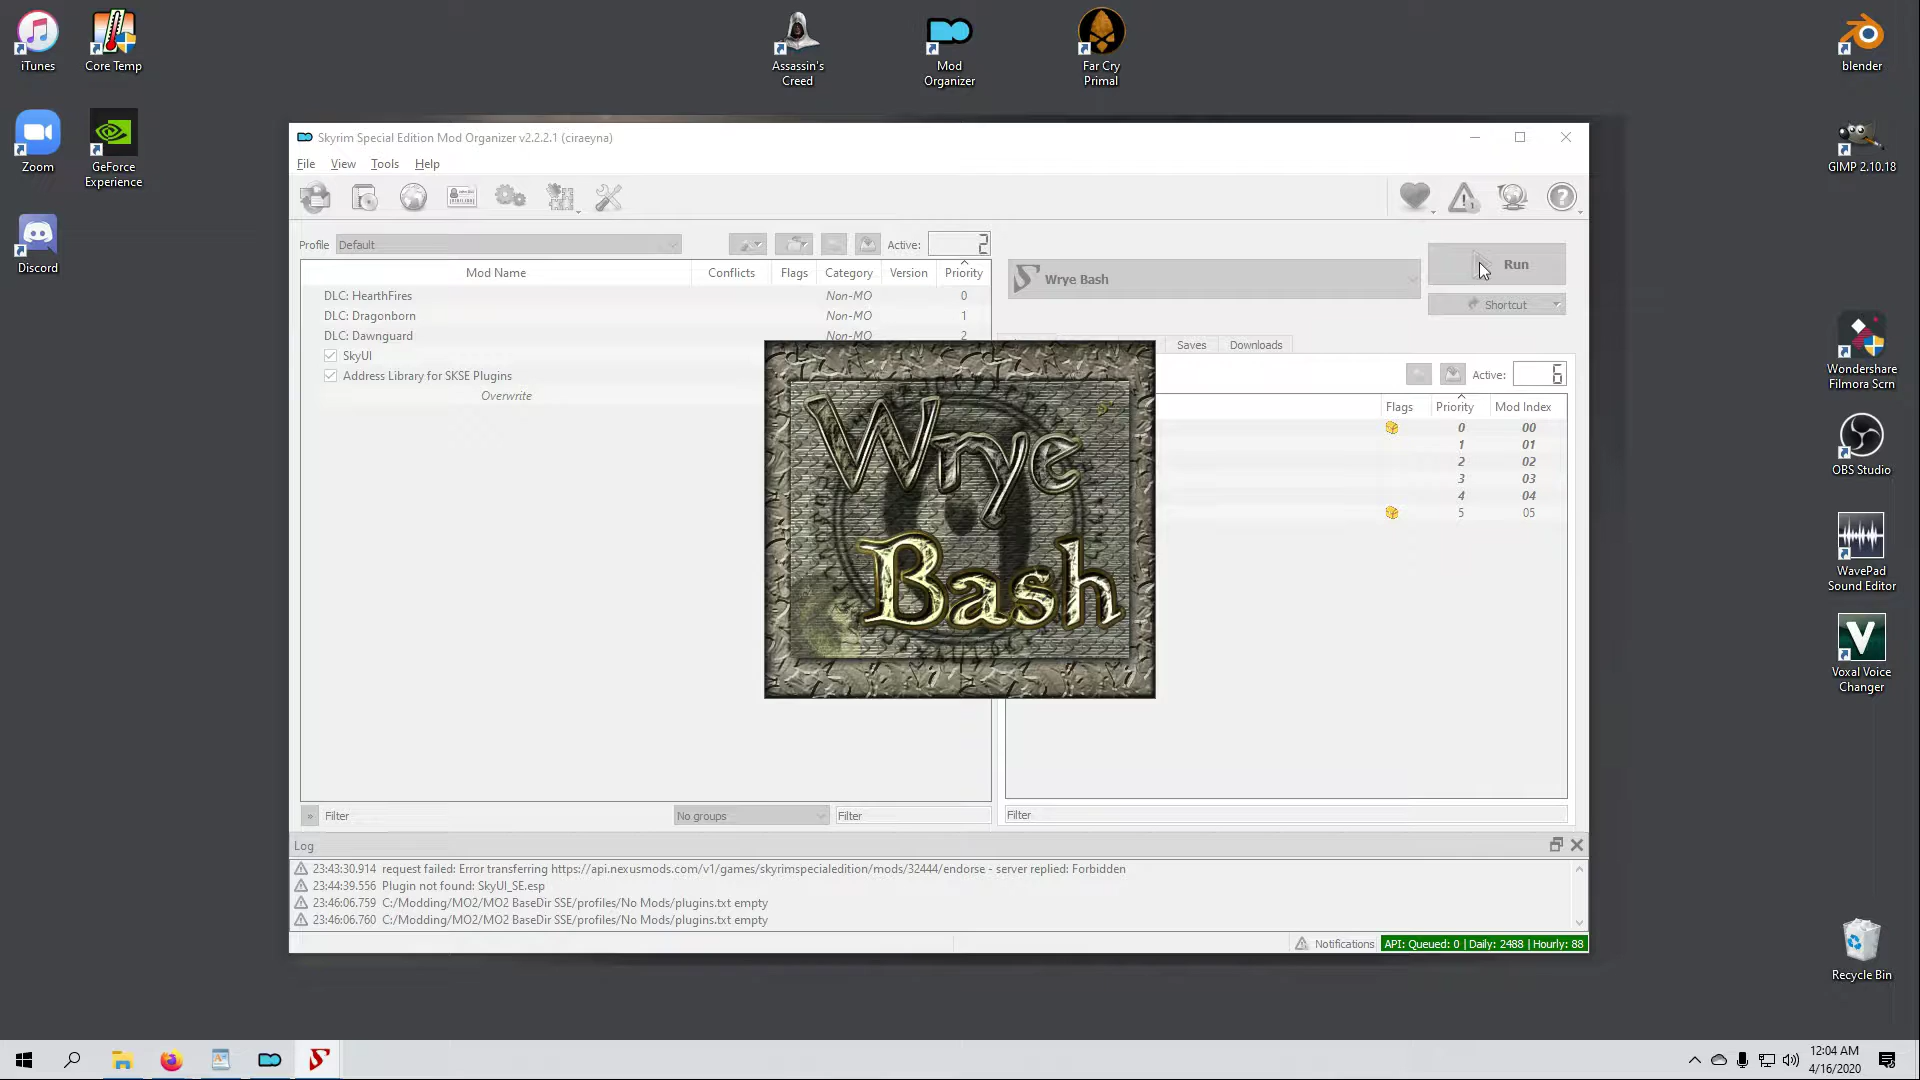 iTunes
Core Temp
Zoom
GeForce
Experience
Discord
Assassin's
Creed
Mod
Organizer
Far Cry
Primal
blender
GIMP 2.10.18
Wondershare
Filmora Scrn
OBS Studio
WavePad
Sound Editor
Voxal Voice
Changer
Recycle Bin
Skyrim Special Edition Mod Organizer v2.2.2.1 (ciraeyna)
File View Tools Help
Profile Default Active: 2
Mod Name Conflicts Flags Category Version Priority
DLC: HearthFires Non-MO 0
DLC: Dragonborn Non-MO 1
DLC: Dawnguard Non-MO 2
SkyUI
Address Library for SKSE Plugins
Overwrite
Wrye Bash
Run
Shortcut
Saves Downloads
Active: 6
Flags Priority Mod Index
0 00
1 01
2 02
3 03
4 04
5 05
Wrye
Bash
» Filter No groups Filter
Filter
Log
23:43:30.914 request failed: Error transferring https://api.nexusmods.com/v1/games/skyrimspecialedition/mods/32444/endorse - server replied: Forbidden
23:44:39.556 Plugin not found: SkyUI_SE.esp
23:46:06.759 C:/Modding/MO2/MO2 BaseDir SSE/profiles/No Mods/plugins.txt empty
23:46:06.760 C:/Modding/MO2/MO2 BaseDir SSE/profiles/No Mods/plugins.txt empty
Notifications API: Queued: 0 | Daily: 2488 | Hourly: 88
12:04 AM
4/16/2020